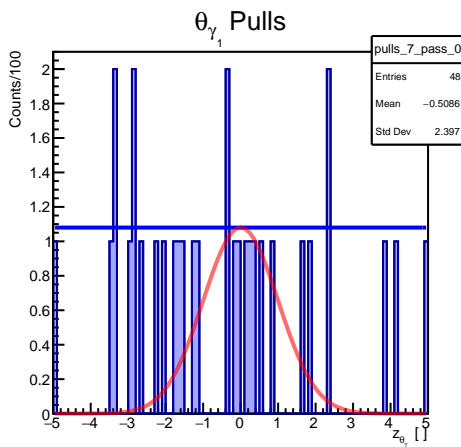 θγ1 Pulls
pulls_7_pass_0
Entries 48
Mean −0.5086
Std Dev 2.397
Counts/100
2
1.8
1.6
1.4
1.2
1
0.8
0.6
0.4
0.2
0
−5 −4 −3 −2 −1 0 1 2 3 4 5
zθγ [ ]